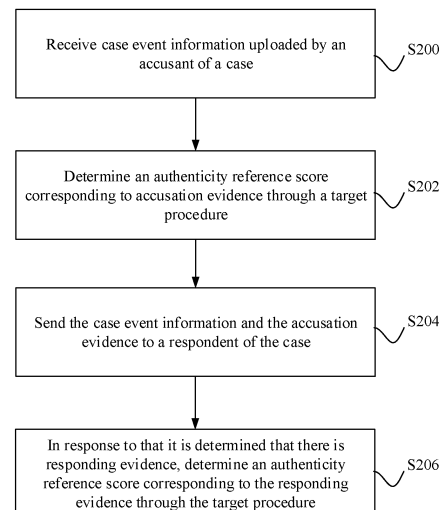 Receive case event information uploaded by an
accusant of a case
S200
Determine an authenticity reference score
corresponding to accusation evidence through a target
procedure
S202
Send the case event information and the accusation
evidence to a respondent of the case
S204
In response to that it is determined that there is
responding evidence, determine an authenticity
reference score corresponding to the responding
evidence through the target procedure
S206